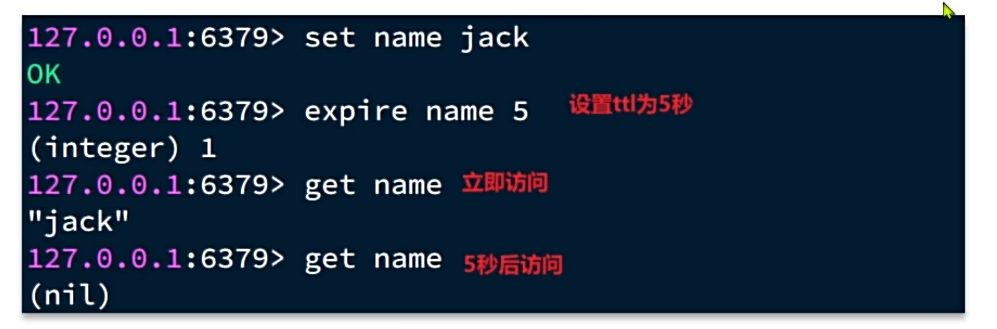 127.0.0.1:6379> set name jack
OK
127.0.0.1:6379> expire name 5 设置ttl为5秒
(integer) 1
127.0.0.1:6379> get name 立即访问
"jack"
127.0.0.1:6379> get name 5秒后访问
(nil)